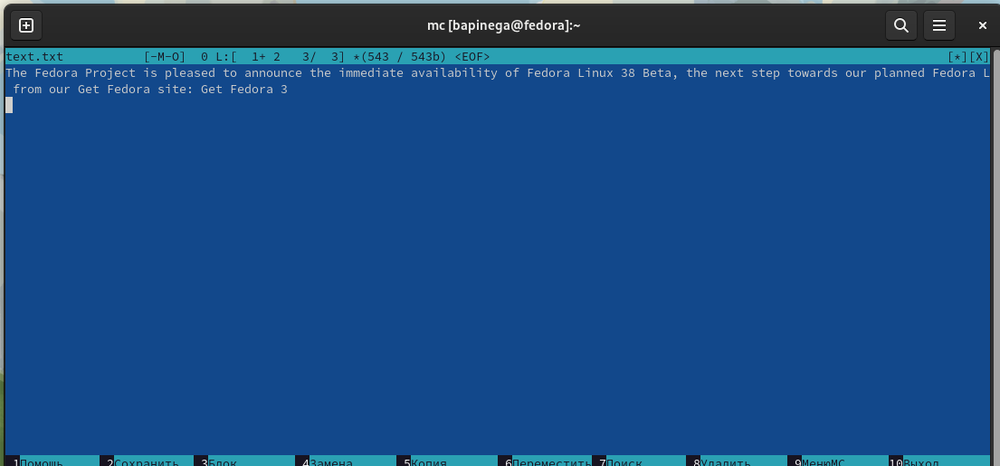 mc [bapinega@fedora]:~
text.txt [-M-O] 0 L:[ 1+ 2 3/ 3] *(543 / 543b) <EOF> [*][X]
The Fedora Project is pleased to announce the immediate availability of Fedora Linux 38 Beta, the next step towards our planned Fedora L
from our Get Fedora site: Get Fedora 3
1Помощь 2Сохранить 3Блок 4Замена 5Копия 6Переместить 7Поиск 8Удалить 9МенюMC 10Выход